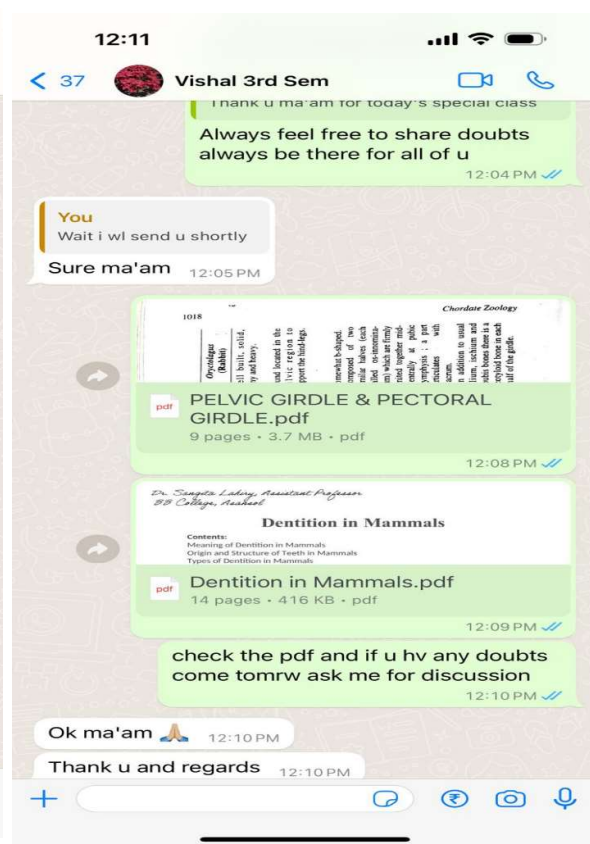 12:11
37
Vishal 3rd Sem
Thank u ma'am for today's special class
Always feel free to share doubts
always be there for all of u
12:04 PM
You
Wait i wl send u shortly
Sure ma'am
12:05 PM
1018
Chordate Zoology
Oryctolagus
(Rabbit)
PELVIC GIRDLE & PECTORAL
GIRDLE.pdf
9 pages • 3.7 MB • pdf
pdf
12:08 PM
Dr. Sangita Lahiry, Assistant Professor
BB College, Asansol
Dentition in Mammals
Contents:
Meaning of Dentition in Mammals
Origin and Structure of Teeth in Mammals
Types of Dentition in Mammals
pdf
Dentition in Mammals.pdf
14 pages • 416 KB • pdf
12:09 PM
check the pdf and if u hv any doubts
come tomrw ask me for discussion
12:10 PM
Ok ma'am 🙏🏼
12:10 PM
Thank u and regards
12:10 PM
₹